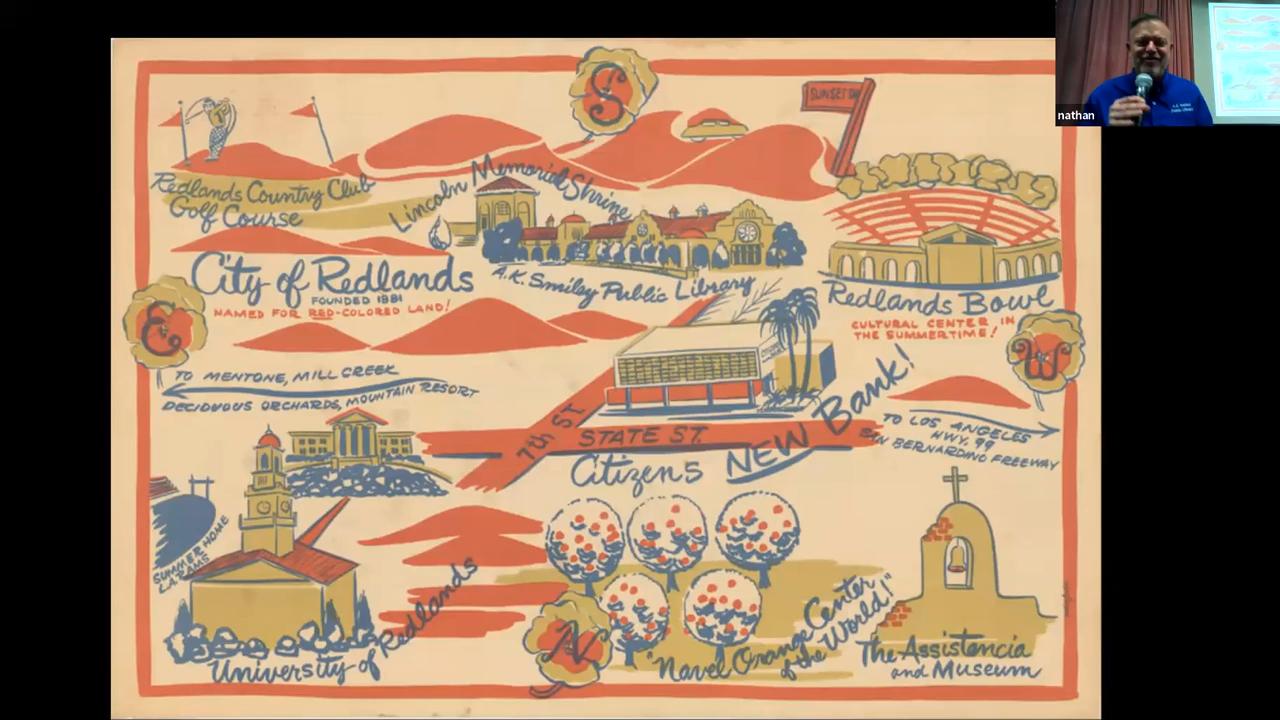 nathan
S
SUNSET DR.
Redlands Country Club
Golf Course
Lincoln Memorial Shrine
A.K. Smiley Public Library
City of Redlands
FOUNDED 1881
NAMED FOR RED-COLORED LAND!
Redlands Bowl
CULTURAL CENTER IN
THE SUMMERTIME!
E
W
TO MENTONE, MILL CREEK
DECIDUOUS ORCHARDS, MOUNTAIN RESORT
7th ST.
STATE ST.
Citizens NEW Bank!
TO LOS ANGELES
HWY. 99
SAN BERNARDINO FREEWAY
SUMMER HOME
L.A. RAMS
University of Redlands
N
"Navel Orange Center
of the World!"
The Assistencia
and Museum